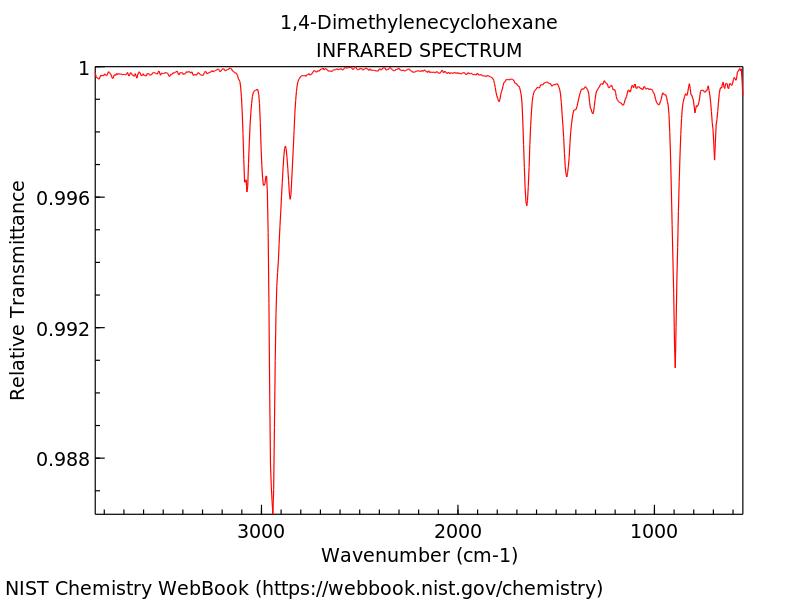 1,4-Dimethylenecyclohexane
INFRARED SPECTRUM
1
0.996
0.992
0.988
Relative Transmittance
3000 2000 1000
Wavenumber (cm-1)
NIST Chemistry WebBook (https://webbook.nist.gov/chemistry)